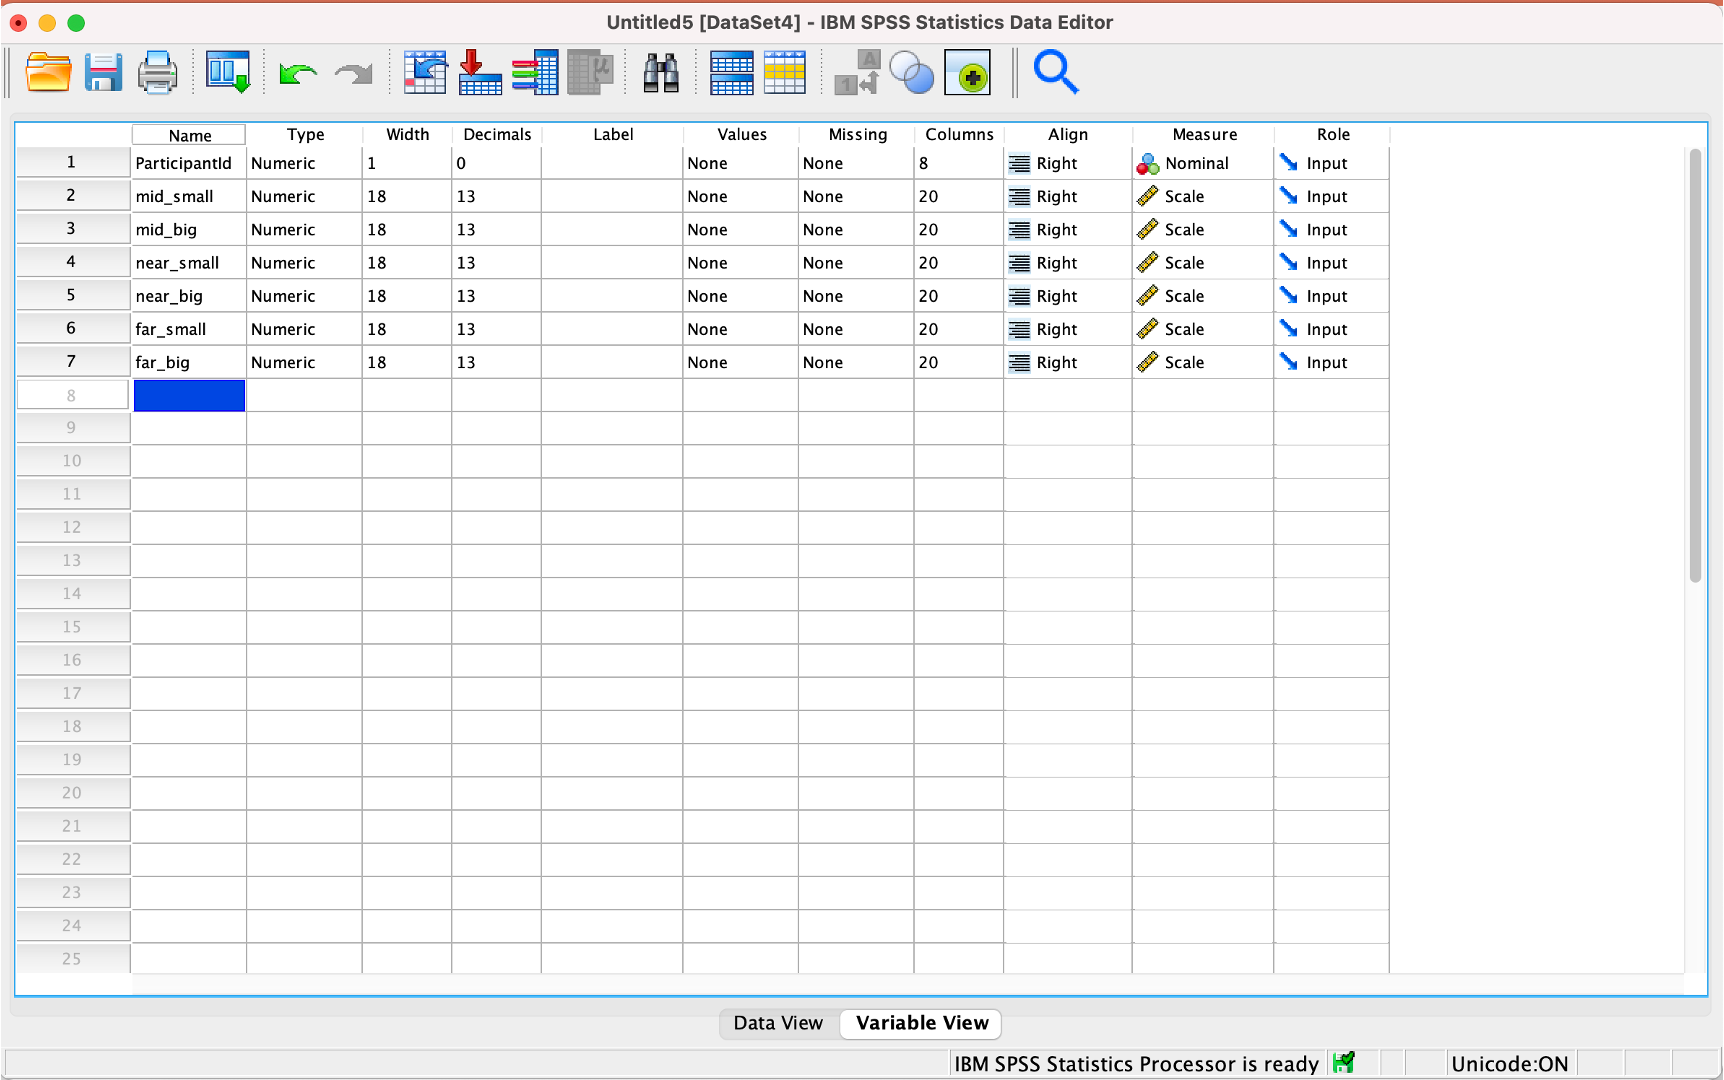 Untitled5 [DataSet4] - IBM SPSS Statistics Data Editor
A
1
μ
Name Type Width Decimals Label Values Missing Columns Align Measure Role
1 ParticipantId Numeric 1 0 None None 8 Right Nominal Input
2 mid_small Numeric 18 13 None None 20 Right Scale Input
3 mid_big Numeric 18 13 None None 20 Right Scale Input
4 near_small Numeric 18 13 None None 20 Right Scale Input
5 near_big Numeric 18 13 None None 20 Right Scale Input
6 far_small Numeric 18 13 None None 20 Right Scale Input
7 far_big Numeric 18 13 None None 20 Right Scale Input
8
9
10
11
12
13
14
15
16
17
18
19
20
21
22
23
24
25
Data View Variable View
IBM SPSS Statistics Processor is ready Unicode:ON